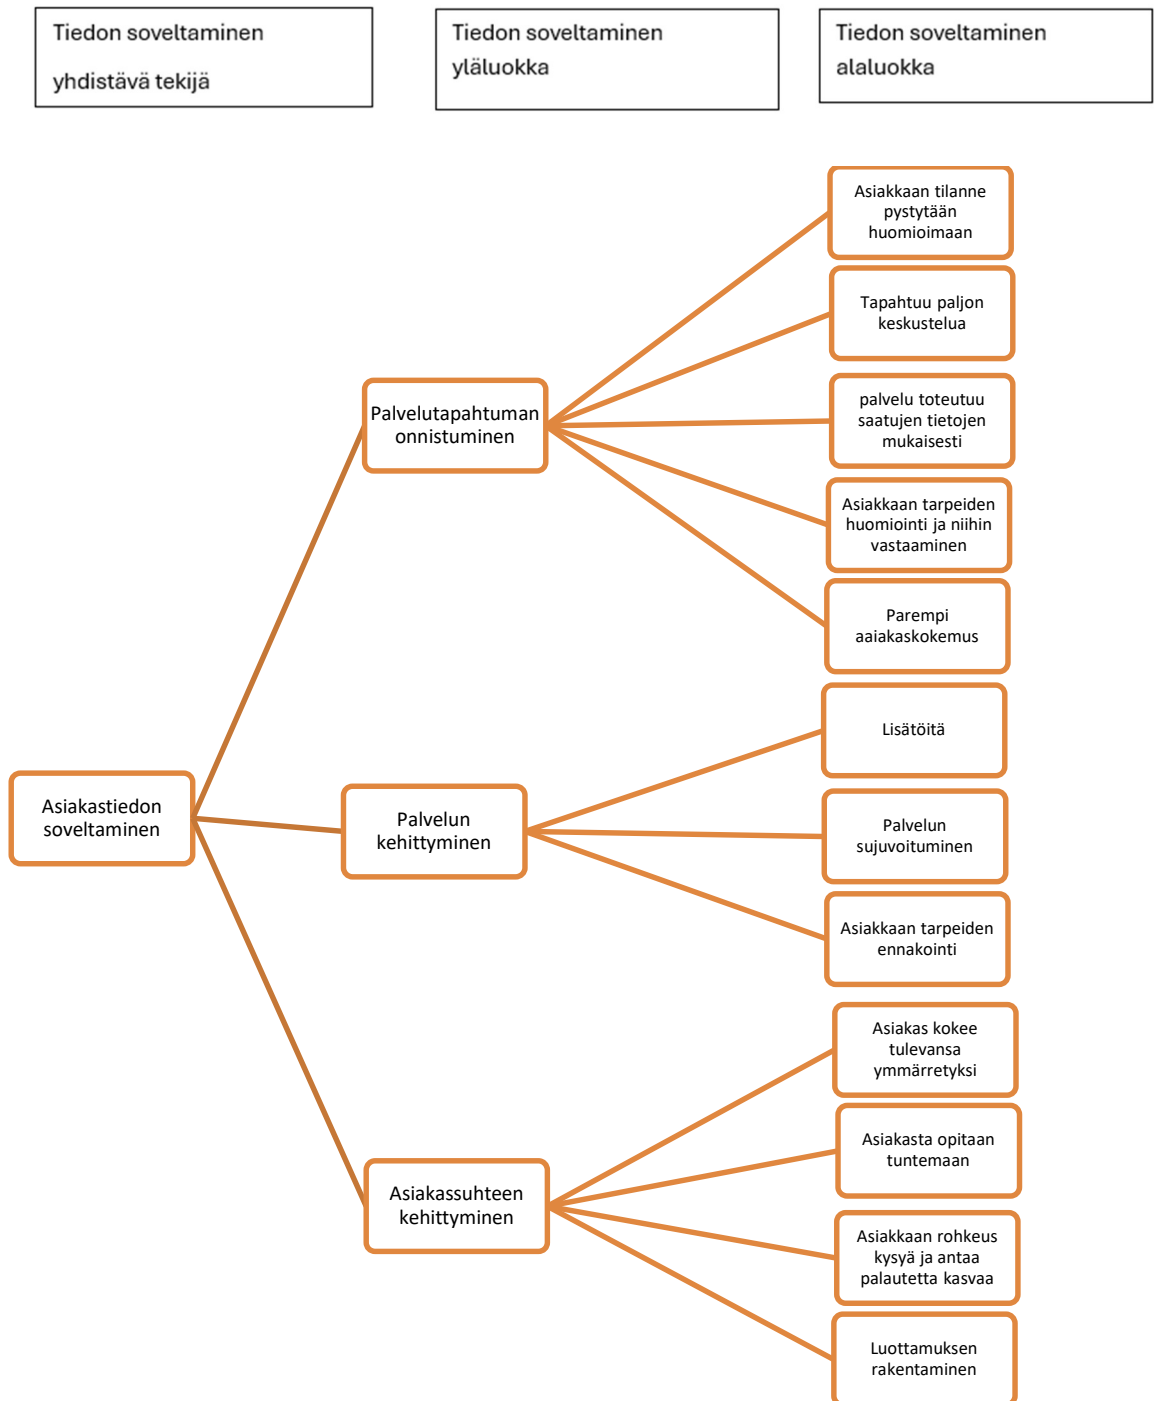 Tiedon soveltaminen
yhdistävä tekijä
Tiedon soveltaminen
yläluokka
Tiedon soveltaminen
alaluokka
Asiakastiedon
soveltaminen
Palvelutapahtuman
onnistuminen
Asiakkaan tilanne
pystytään
huomioimaan
Tapahtuu paljon
keskustelua
palvelu toteutuu
saatujen tietojen
mukaisesti
Asiakkaan tarpeiden
huomiointi ja niihin
vastaaminen
Parempi
aaiakaskokemus
Palvelun
kehittyminen
Lisätöitä
Palvelun
sujuvoituminen
Asiakkaan tarpeiden
ennakointi
Asiakassuhteen
kehittyminen
Asiakas kokee
tulevansa
ymmärretyksi
Asiakasta opitaan
tuntemaan
Asiakkaan rohkeus
kysyä ja antaa
palautetta kasvaa
Luottamuksen
rakentaminen